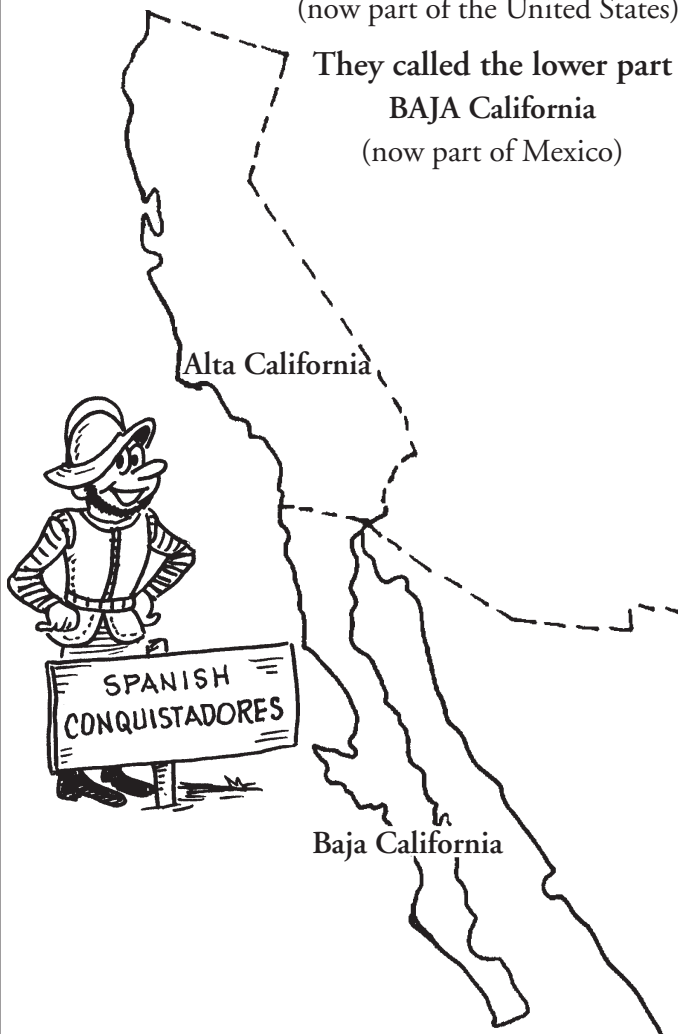 (now part of the United States)
They called the lower part
BAJA California
(now part of Mexico)
Alta California
SPANISH
CONQUISTADORES
Baja California